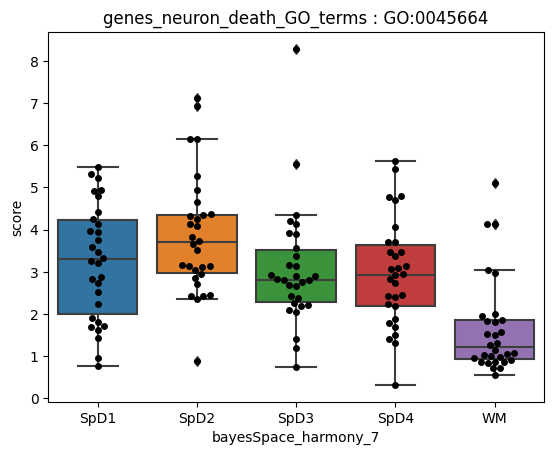 genes_neuron_death_GO_terms : GO:0045664
8
7
6
5
4
3
2
1
0
score
SpD1 SpD2 SpD3 SpD4 WM
bayesSpace_harmony_7